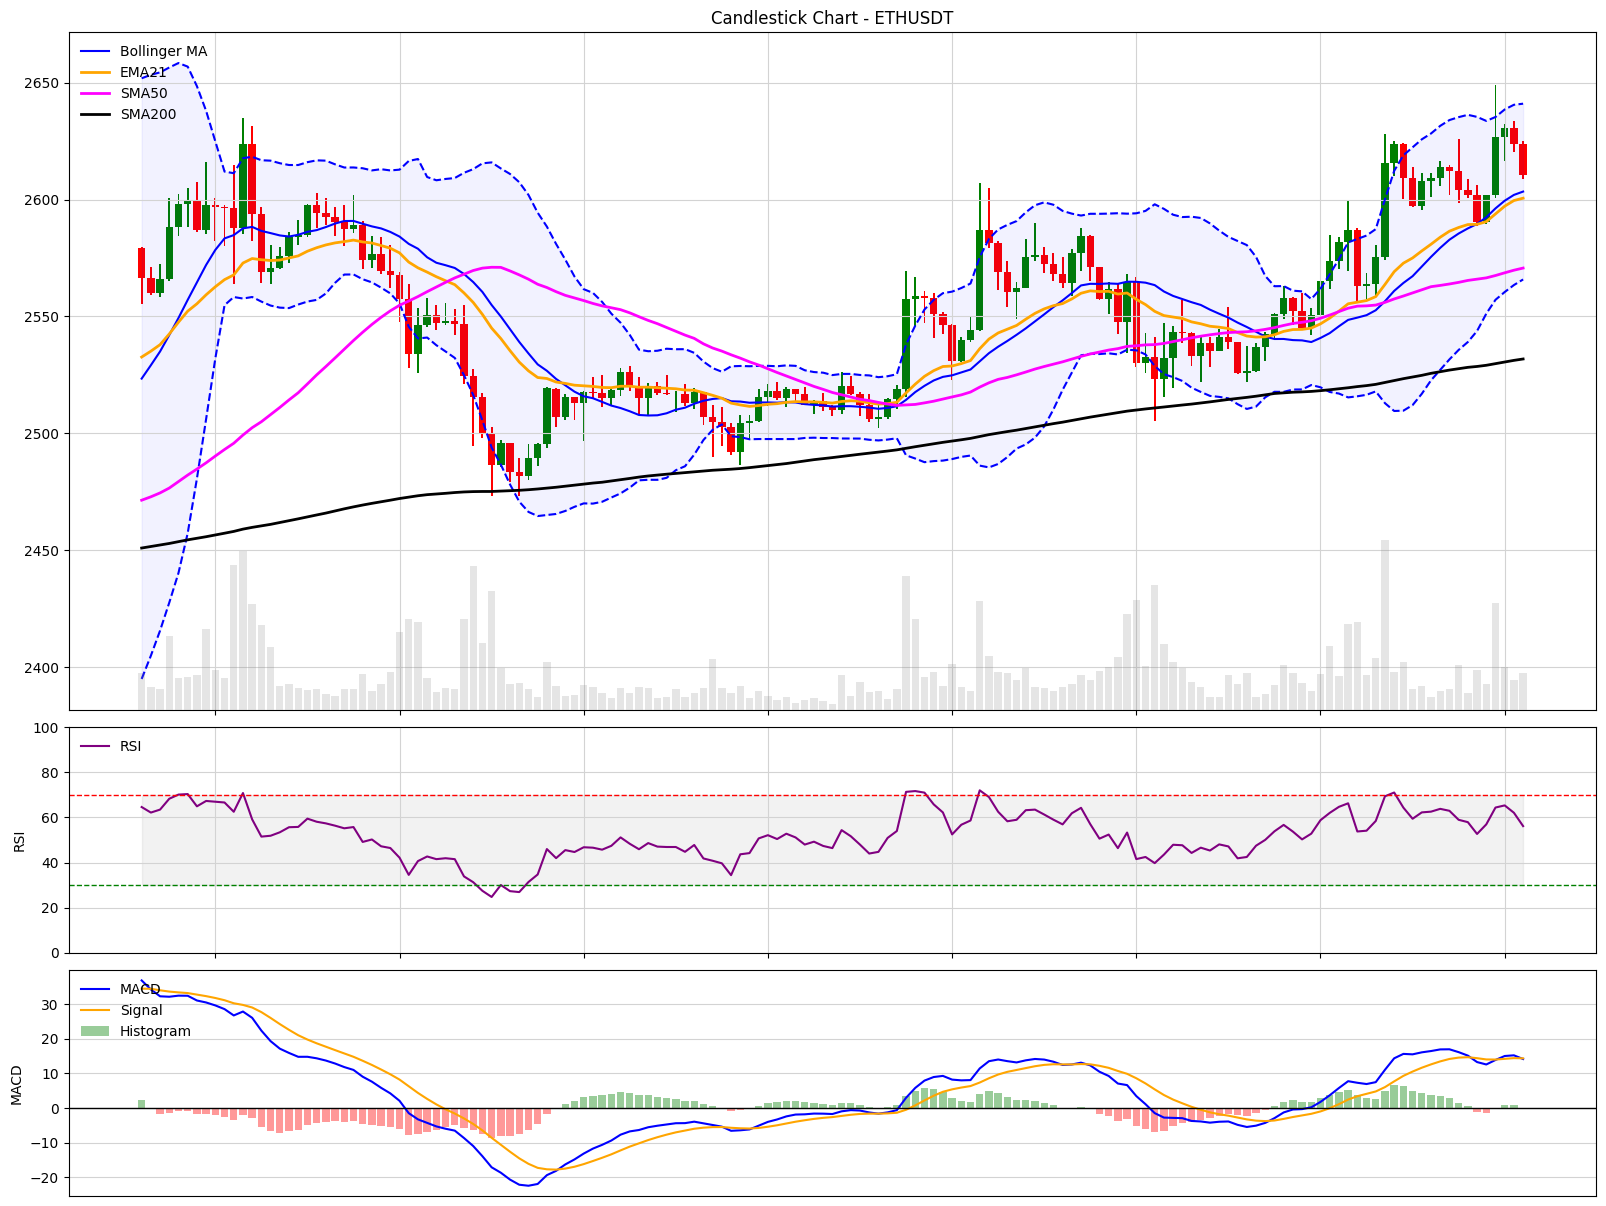 Candlestick Chart - ETHUSDT
Bollinger MA
EMA21
SMA50
SMA200
2650
2600
2550
2500
2450
2400
RSI
100
80
60
40
20
0
RSI
MACD
Signal
Histogram
30
20
10
0
−10
−20
MACD